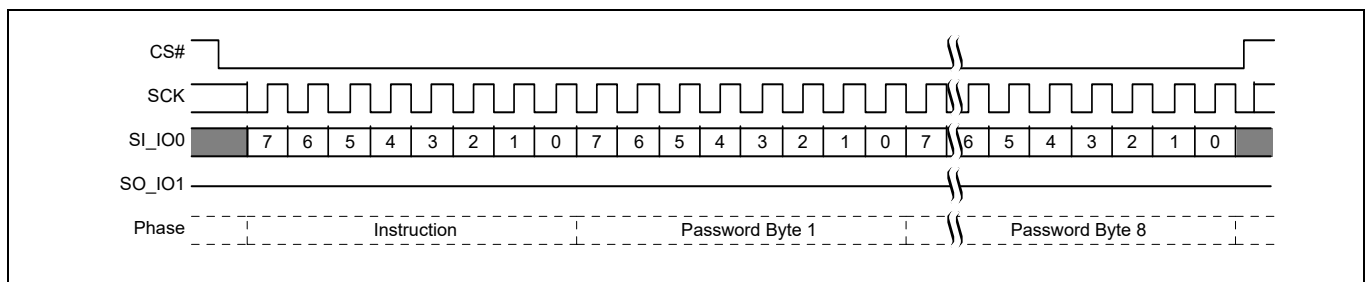 CS#
SCK
SI_IO0 7 6 5 4 3 2 1 0 7 6 5 4 3 2 1 0 7 6 5 4 3 2 1 0
SO_IO1
Phase Instruction Password Byte 1 Password Byte 8